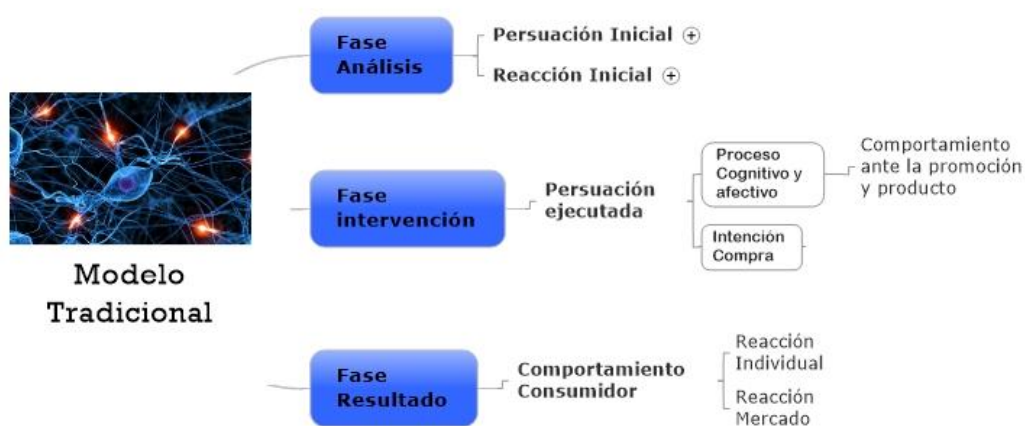 Fase
Análisis
Persuación Inicial
Reacción Inicial
Modelo
Tradicional
Fase
intervención
Persuación
ejecutada
Proceso
Cognitivo y
afectivo
Comportamiento
ante la promoción
y producto
Intención
Compra
Fase
Resultado
Comportamiento
Consumidor
Reacción
Individual
Reacción
Mercado